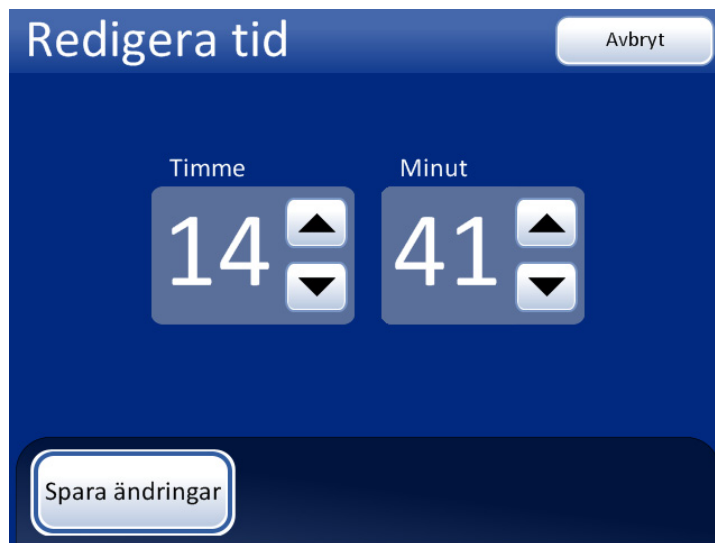 Redigera tid
Avbryt
Timme
Minut
14
41
Spara ändringar